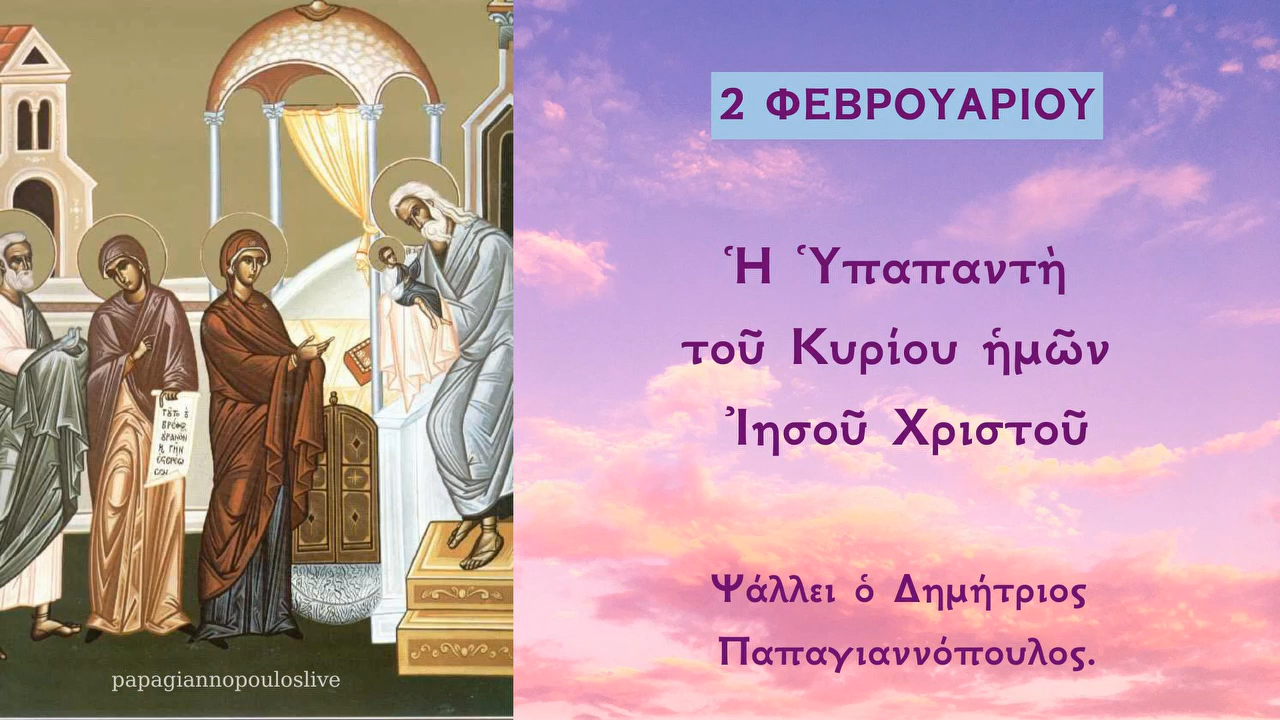 2 ΦΕΒΡΟΥΑΡΙΟΥ
Ἡ Ὑπαπαντὴ
τοῦ Κυρίου ἡμῶν
Ἰησοῦ Χριστοῦ
Ψάλλει ὁ Δημήτριος
Παπαγιαννόπουλος.
papagiannopouloslive